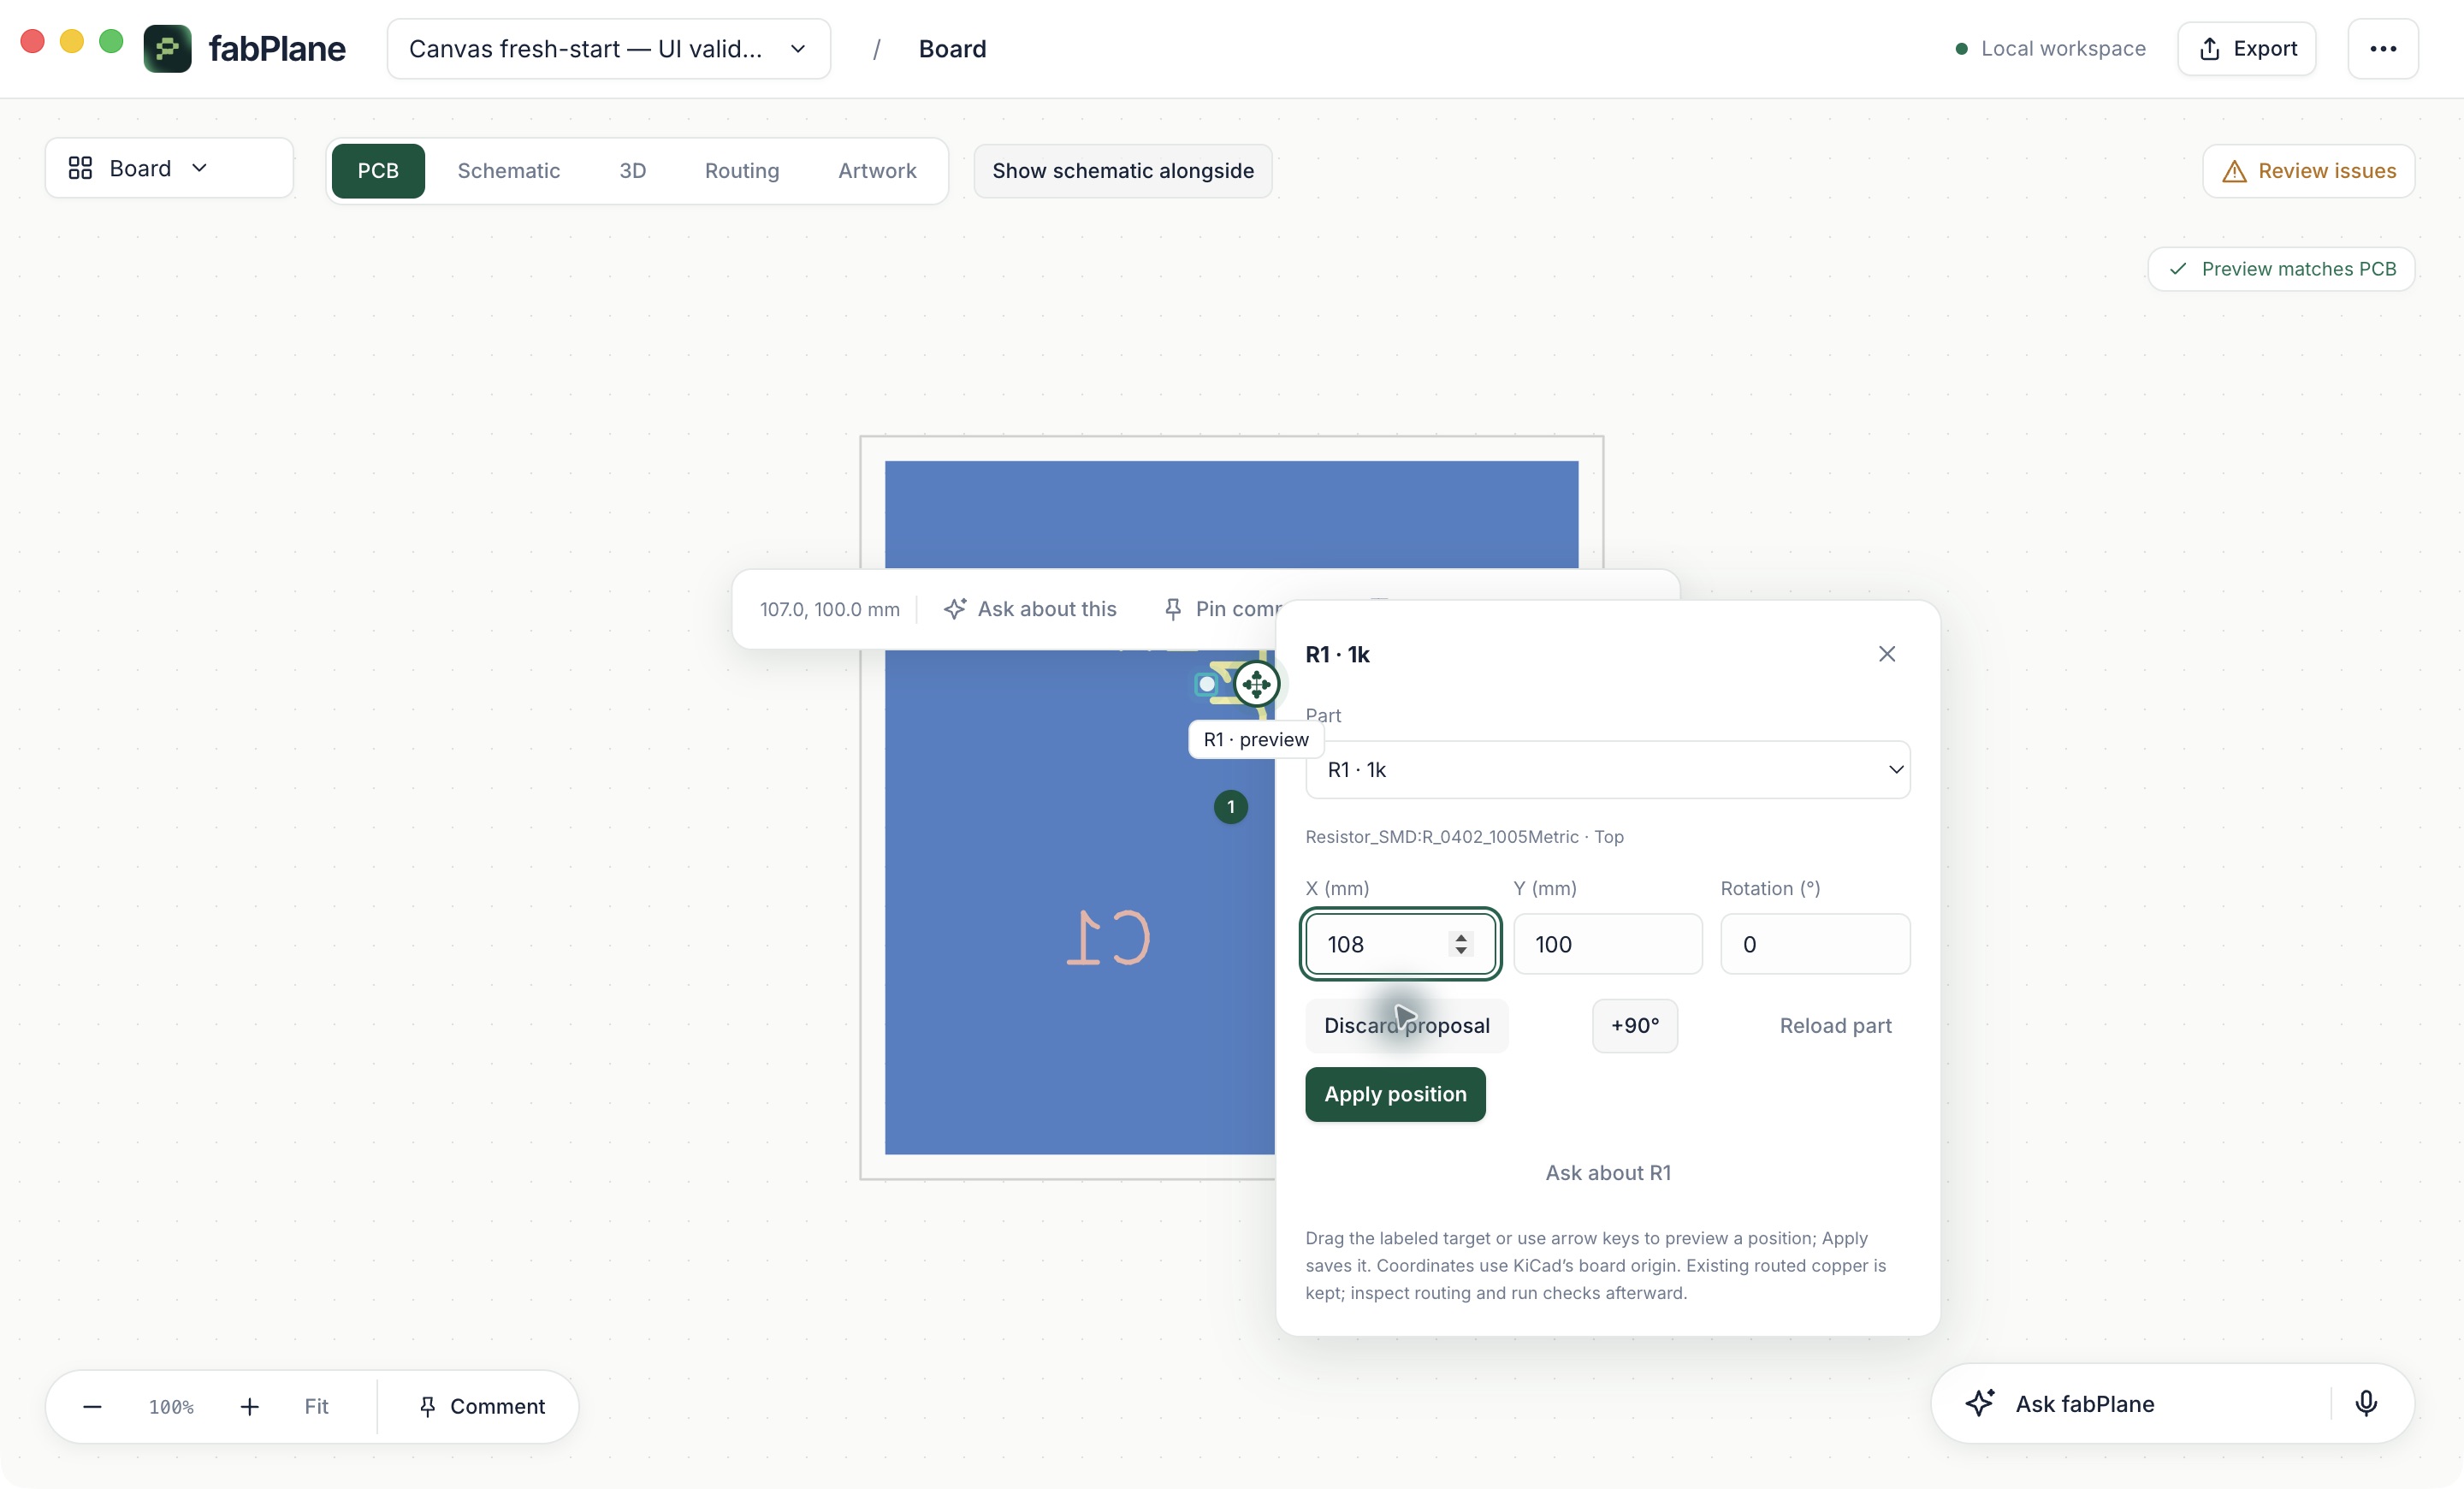 fabPlane
Canvas fresh-start — UI valid...
/
Board
Local workspace
Export
Board
PCB
Schematic
3D
Routing
Artwork
Show schematic alongside
Review issues
Preview matches PCB
107.0, 100.0 mm
Ask about this
Pin comm
R1 · 1k
Part
R1 · preview
R1 · 1k
1
Resistor_SMD:R_0402_1005Metric · Top
X (mm)
Y (mm)
Rotation (°)
108
100
0
C1
Discard proposal
+90°
Reload part
Apply position
Ask about R1
Drag the labeled target or use arrow keys to preview a position; Apply
saves it. Coordinates use KiCad’s board origin. Existing routed copper is
kept; inspect routing and run checks afterward.
100%
Fit
Comment
Ask fabPlane